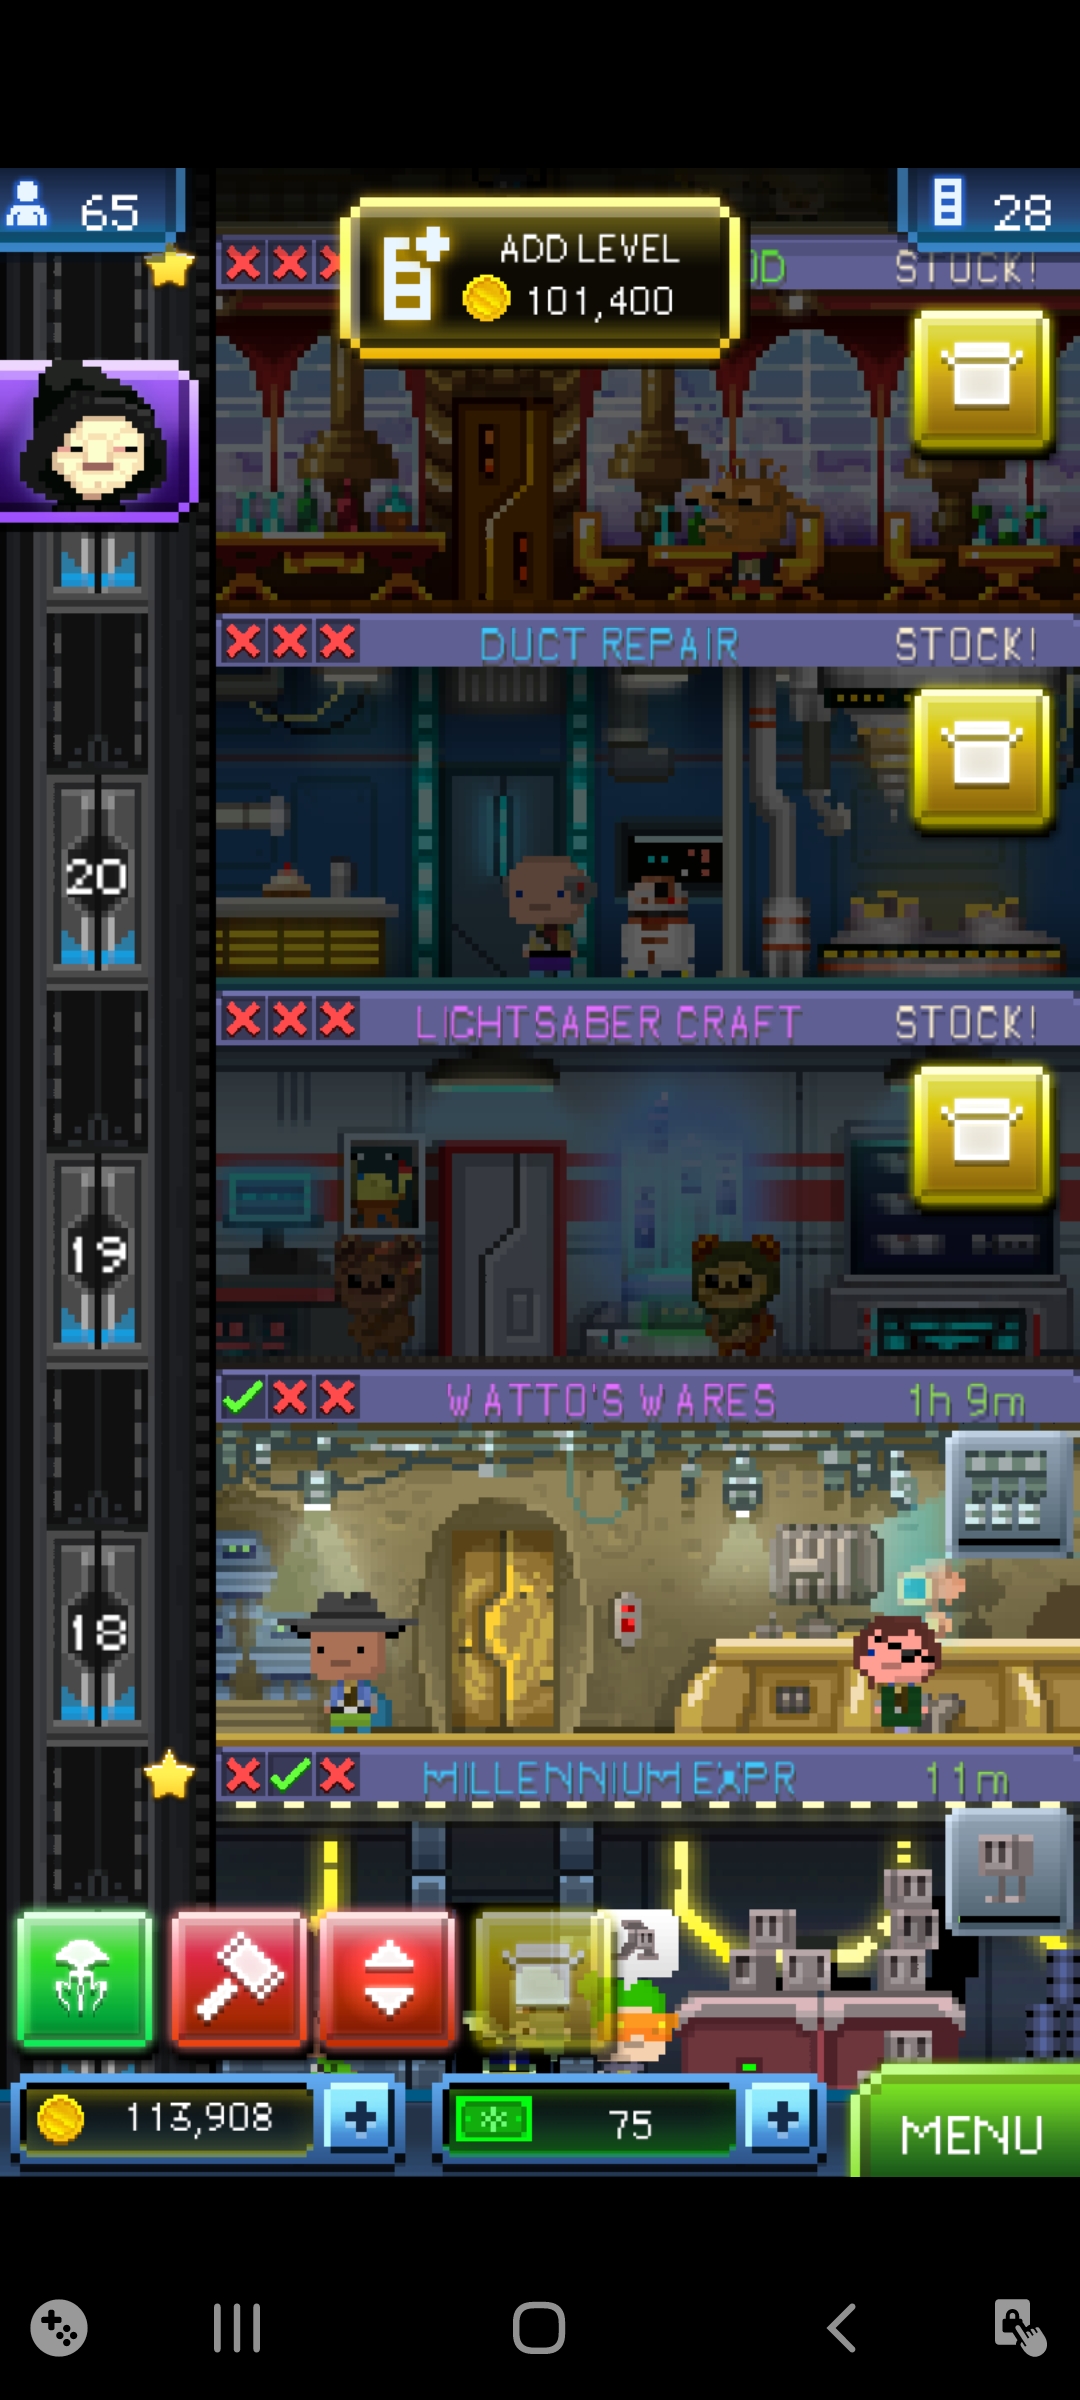 65
28
ADD LEVEL
101,400
STOCK!
DUCT REPAIR
STOCK!
20
LIGHTSABER CRAFT
STOCK!
19
WATTO'S WARES
1h 9m
18
MILLENNIUM EXPR
11m
113,908
75
MENU